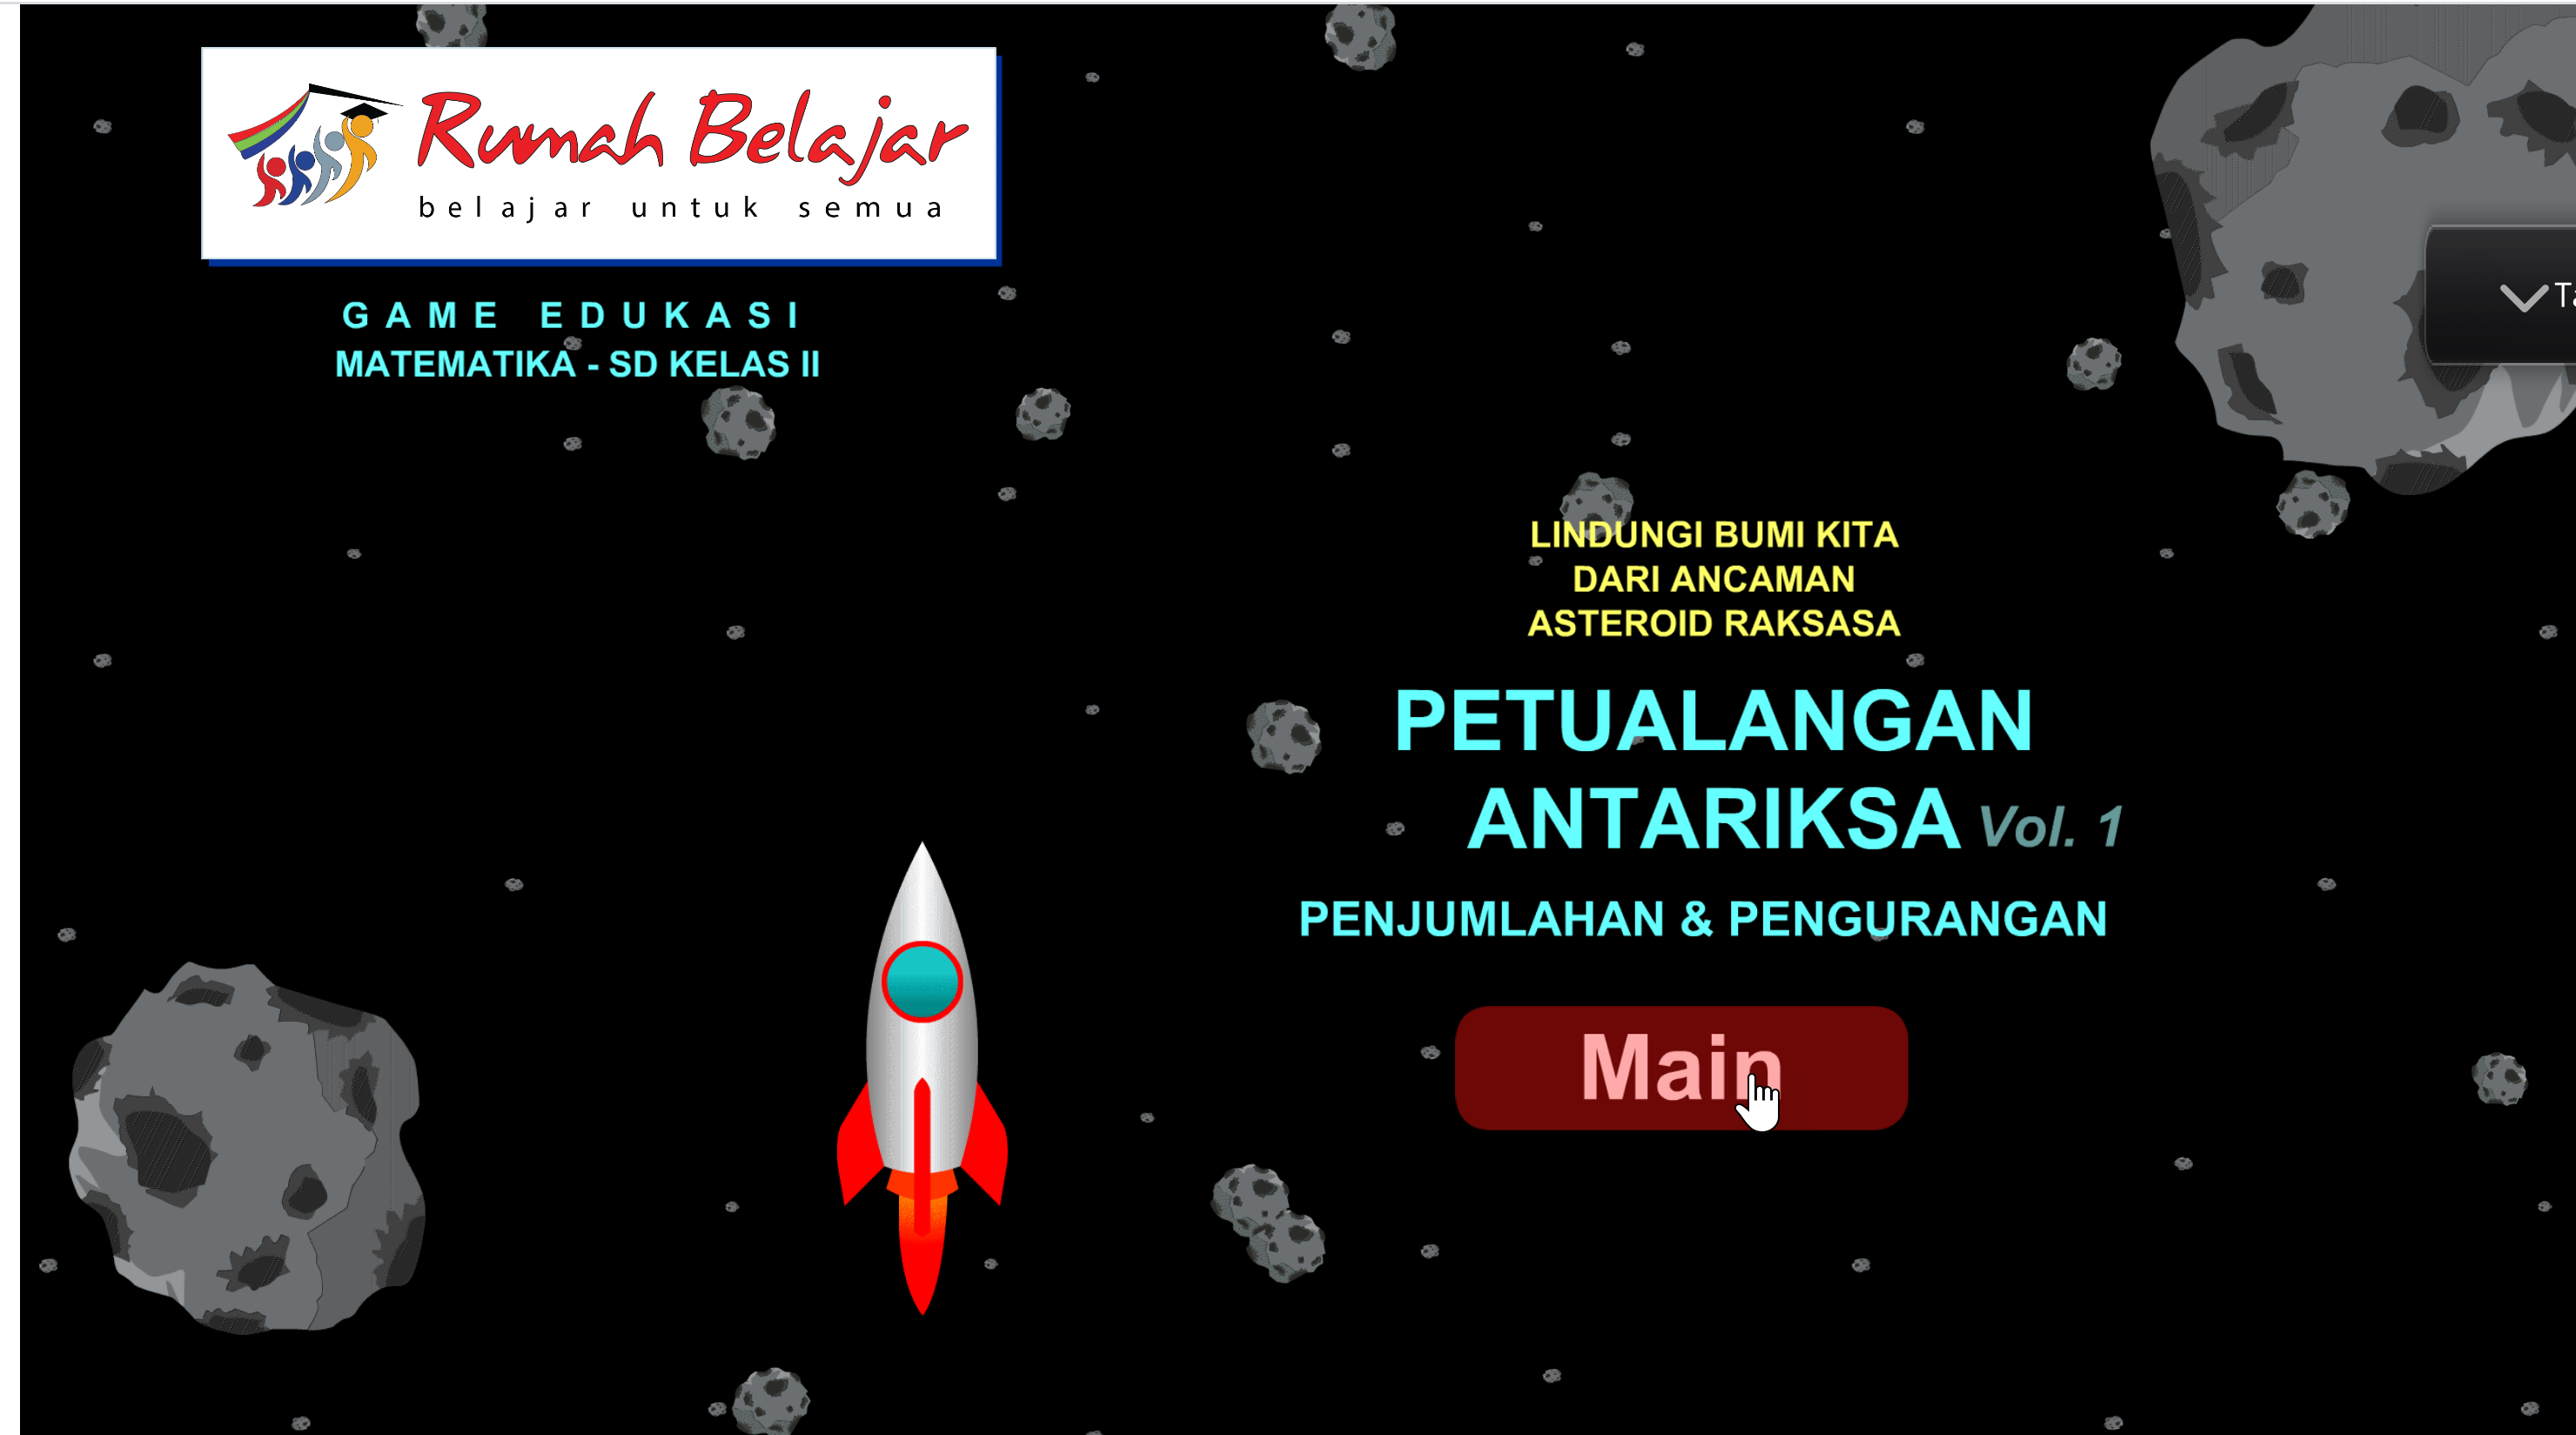 Rumah Belajar
belajar untuk semua
GAME EDUKASI
MATEMATIKA - SD KELAS II
LINDUNGI BUMI KITA
DARI ANCAMAN
ASTEROID RAKSASA
PETUALANGAN
ANTARIKSA Vol. 1
PENJUMLAHAN & PENGURANGAN
Main